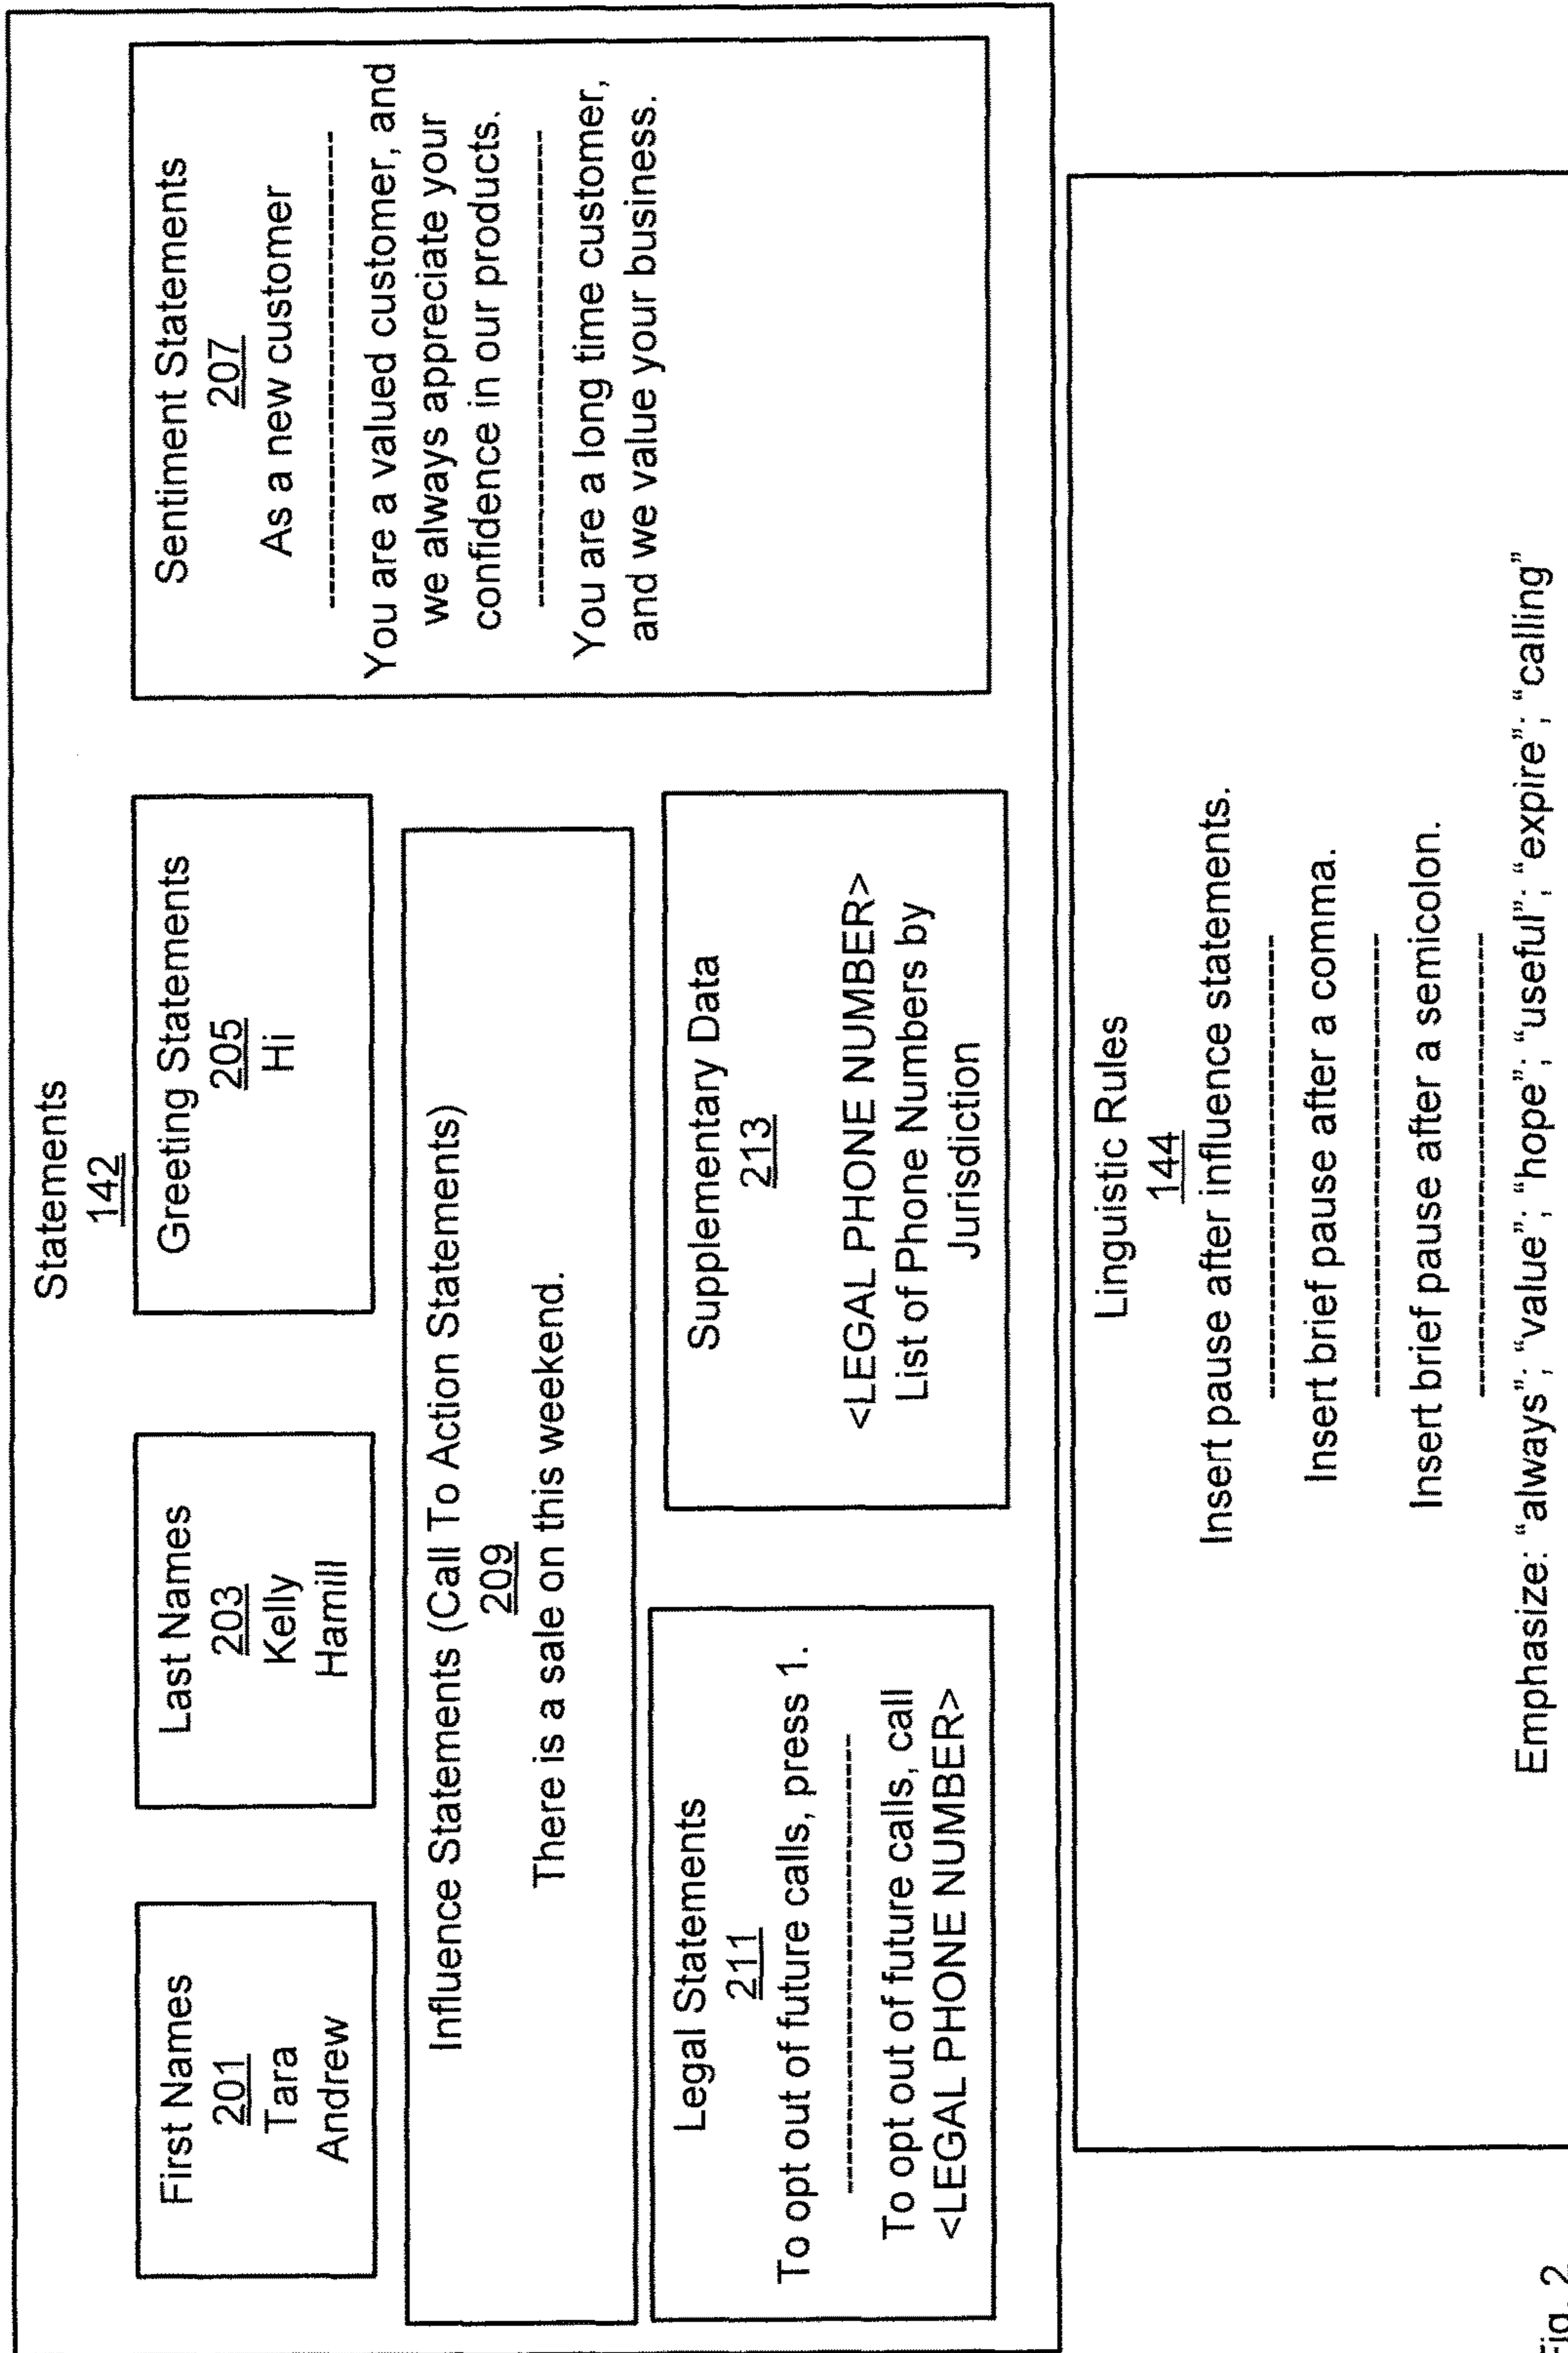 Statements
142
First Names
201
Tara
Andrew
Last Names
203
Kelly
Hamill
Greeting Statements
205
Hi
Sentiment Statements
207
As a new customer
You are a valued customer, and
we always appreciate your
confidence in our products.
You are a long time customer,
and we value your business.
Influence Statements (Call To Action Statements)
209
There is a sale on this weekend.
Legal Statements
211
To opt out of future calls, press 1.
To opt out of future calls, call
<LEGAL PHONE NUMBER>
Supplementary Data
213
<LEGAL PHONE NUMBER>
List of Phone Numbers by
Jurisdiction
Linguistic Rules
144
Insert pause after influence statements.
Insert brief pause after a comma.
Insert brief pause after a semicolon.
Emphasize: “always”; “value”; “hope”; “useful”; “expire”; “calling”
Fig. 2